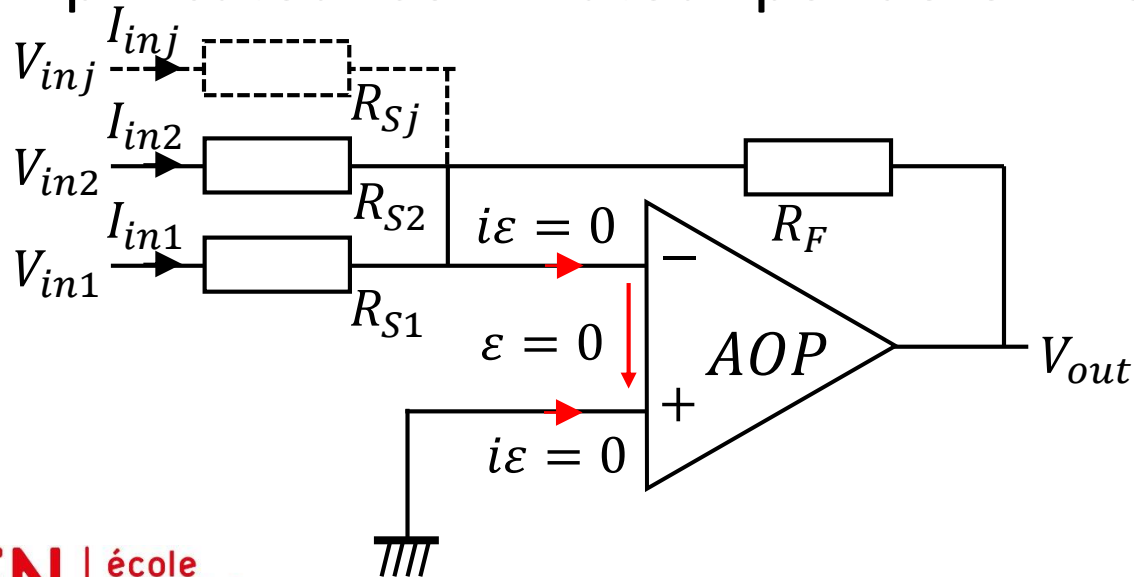 I_inj
V_inj
R_Sj
I_in2
V_in2
R_S2
I_in1
V_in1
R_S1
iε = 0
R_F
−
ε = 0
AOP
V_out
+
iε = 0
école